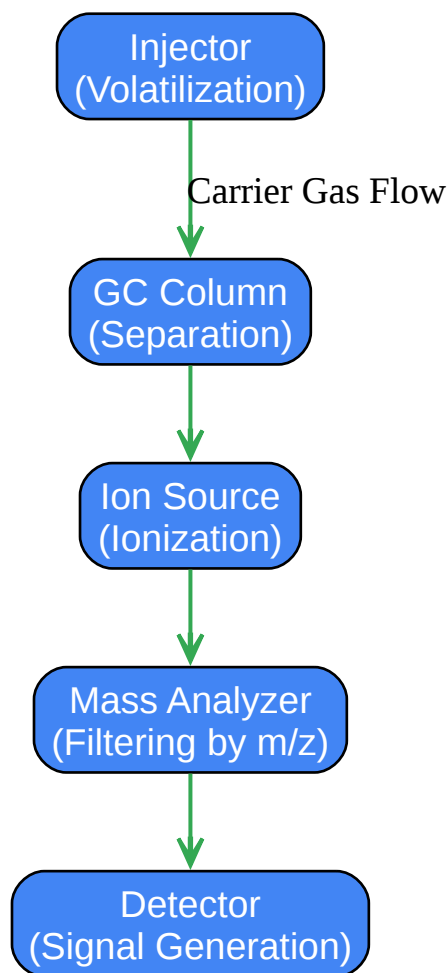 Injector
(Volatilization)
Carrier Gas Flow
GC Column
(Separation)
Ion Source
(Ionization)
Mass Analyzer
(Filtering by m/z)
Detector
(Signal Generation)